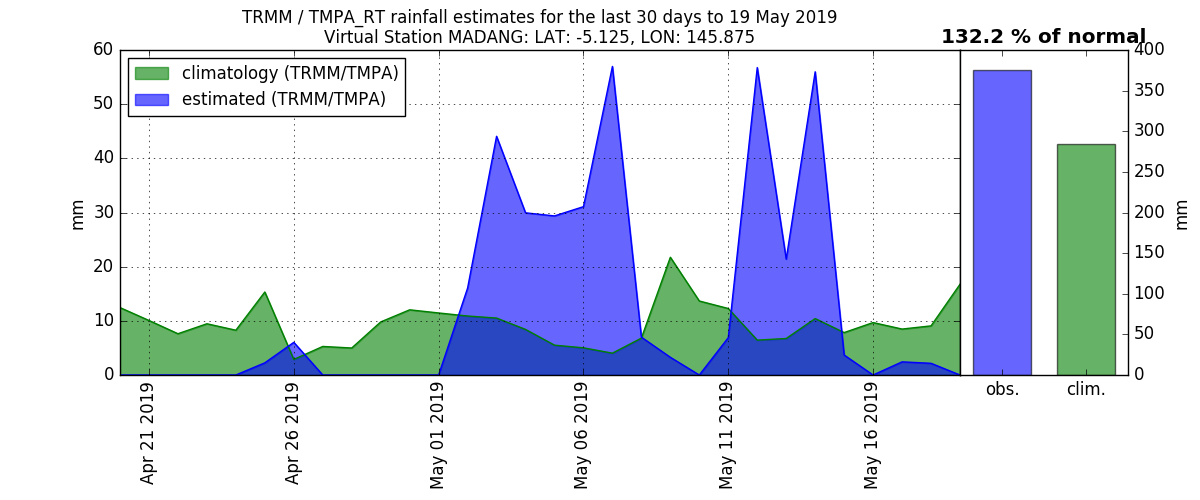 TRMM / TMPA_RT rainfall estimates for the last 30 days to 19 May 2019
Virtual Station MADANG: LAT: -5.125, LON: 145.875
132.2 % of normal
climatology (TRMM/TMPA)
estimated (TRMM/TMPA)
60
50
40
30
20
10
0
mm
Apr 21 2019
Apr 26 2019
May 01 2019
May 06 2019
May 11 2019
May 16 2019
400
350
300
250
200
150
100
50
0
mm
obs.
clim.